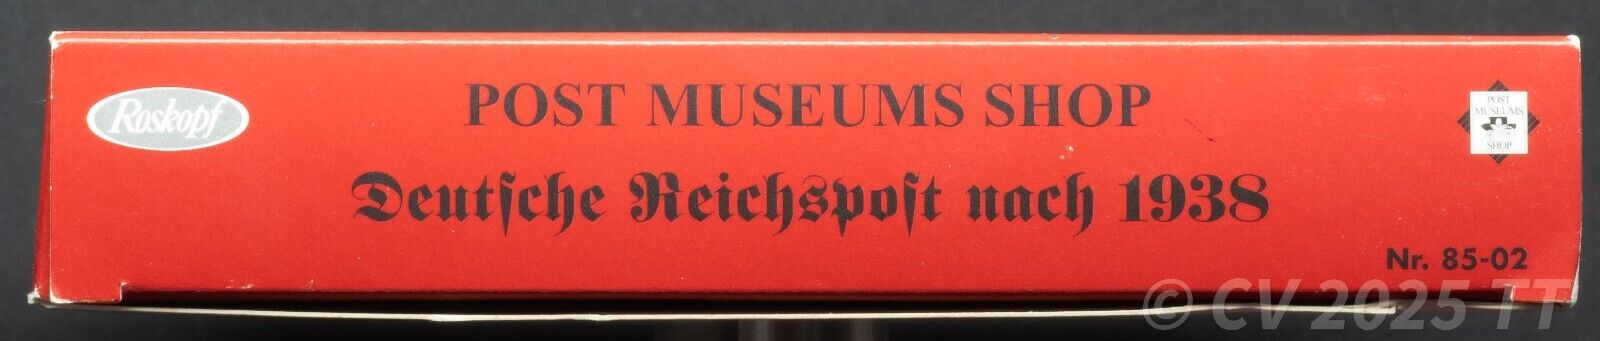 Roskopf
POST MUSEUMS SHOP
Deutſche Reichspoſt nach 1938
POST
MUSEUMS
SHOP
Nr. 85-02
© CV 2025 TT